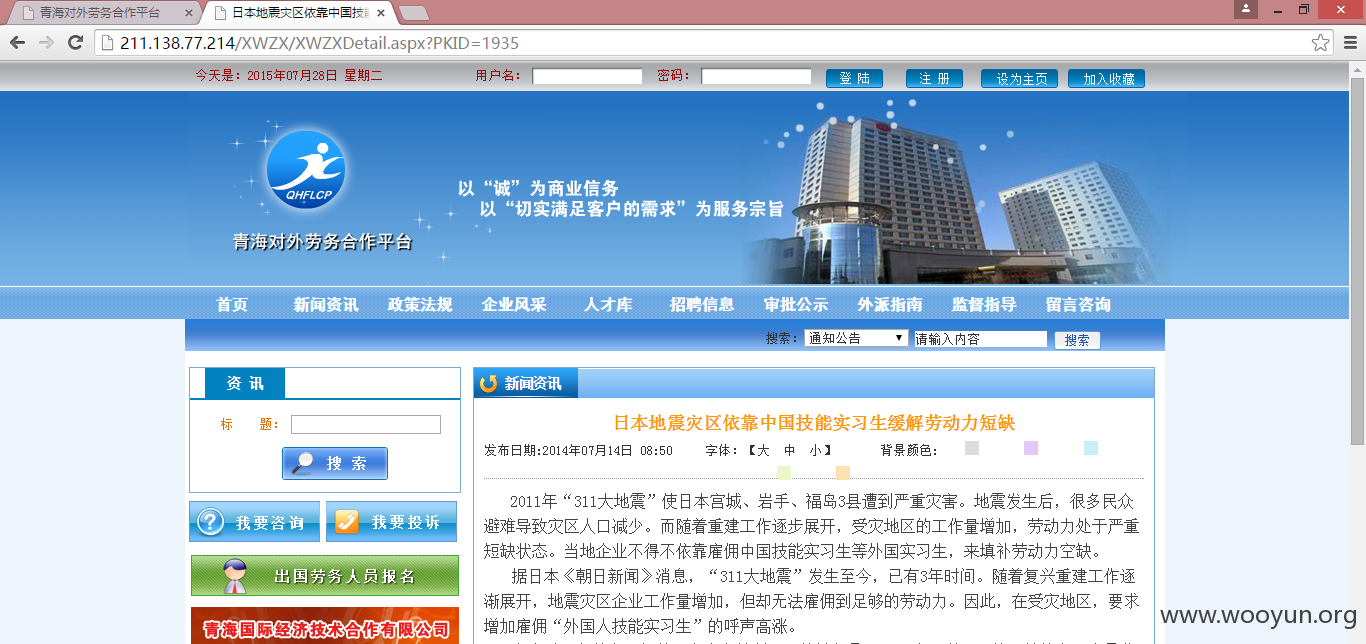 青海对外劳务合作平台
日本地震灾区依靠中国技能
211.138.77.214/XWZX/XWZXDetail.aspx?PKID=1935
今天是：2015年07月28日 星期二 用户名： 密码： 登 陆 注 册 设为主页 加入收藏
QHFLCP
青海对外劳务合作平台
以“诚”为商业信务
以“切实满足客户的需求”为服务宗旨
首页 新闻资讯 政策法规 企业风采 人才库 招聘信息 审批公示 外派指南 监督指导 留言咨询
搜索： 通知公告 请输入内容 搜索
资 讯
标 题：
搜 索
我要咨询 我要投诉
出国劳务人员报名
青海国际经济技术合作有限公司
新闻资讯
日本地震灾区依靠中国技能实习生缓解劳动力短缺
发布日期:2014年07月14日 08:50 字体：【大 中 小】 背景颜色：
2011年“311大地震”使日本宫城、岩手、福岛3县遭到严重灾害。地震发生后，很多民众
避难导致灾区人口减少。而随着重建工作逐步展开，受灾地区的工作量增加，劳动力处于严重
短缺状态。当地企业不得不依靠雇佣中国技能实习生等外国实习生，来填补劳动力空缺。
据日本《朝日新闻》消息，“311大地震”发生至今，已有3年时间。随着复兴重建工作逐
渐展开，地震灾区企业工作量增加，但却无法雇佣到足够的劳动力。因此，在受灾地区，要求
增加雇佣“外国人技能实习生”的呼声高涨。
www.wooyun.org